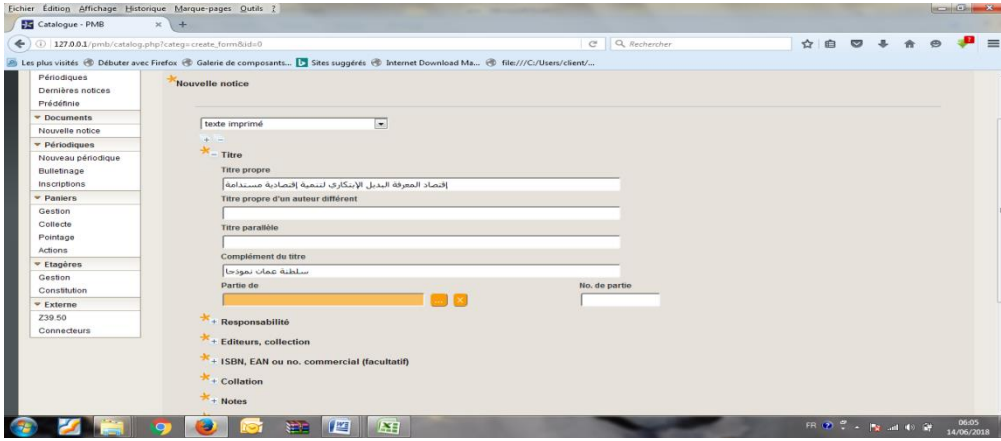 Fichier Édition Affichage Historique Marque-pages Outils ?
Catalogue - PMB × +
127.0.0.1/pmb/catalog.php?categ=create_form&id=0 Rechercher
Les plus visités Débuter avec Firefox Galerie de composants... Sites suggérés Internet Download Ma... file:///C:/Users/client/...
Périodiques
Dernières notices
Prédéfinie
Documents
Nouvelle notice
Périodiques
Nouveau périodique
Bulletinage
Inscriptions
Paniers
Gestion
Collecte
Pointage
Actions
Etagères
Gestion
Constitution
Externe
Z39.50
Connecteurs
Nouvelle notice
texte imprimé
+ -
- Titre
Titre propre
إقتصاد المعرفة البديل الإبتكاري لتنمية إقتصادية مستدامة
Titre propre d'un auteur différent
Titre parallèle
Complément du titre
سلطنة عمان نموذجا
Partie de No. de partie
... ×
+ Responsabilité
+ Editeurs, collection
+ ISBN, EAN ou no. commercial (facultatif)
+ Collation
+ Notes
FR 06:05
14/06/2018